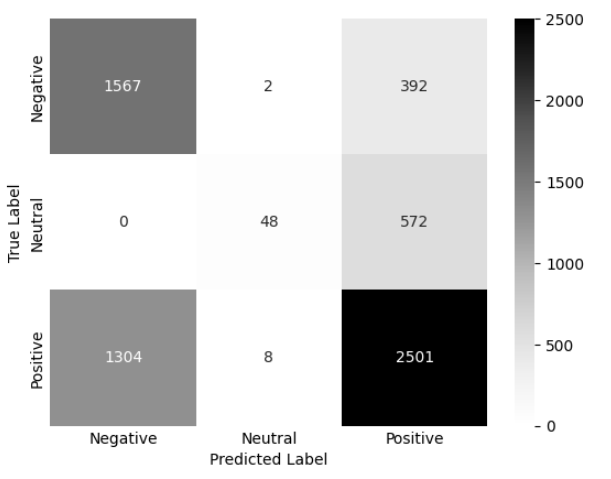 2500
Negative
1567
2
392
2000
1500
True Label
Neutral
0
48
572
1000
Positive
1304
8
2501
500
0
Negative
Neutral
Positive
Predicted Label